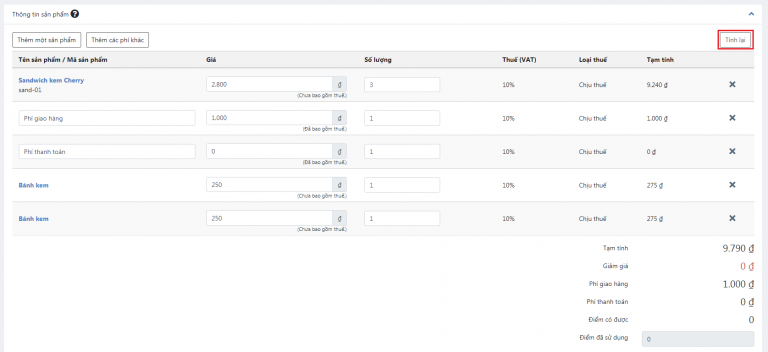 Thông tin sản phẩm ?
Thêm một sản phẩm Thêm các phí khác Tính lại
Tên sản phẩm / Mã sản phẩm Giá Số lượng Thuế (VAT) Loại thuế Tạm tính
Sandwich kem Cherry 2.800 ₫ 3 10% Chịu thuế 9.240 ₫
sand-01 (Chưa bao gồm thuế.)
Phí giao hàng 1.000 ₫ 1 10% Chịu thuế 1.000 ₫
(Đã bao gồm thuế.)
Phí thanh toán 0 ₫ 1 10% Chịu thuế 0 ₫
(Đã bao gồm thuế.)
Bánh kem 250 ₫ 1 10% Chịu thuế 275 ₫
(Chưa bao gồm thuế.)
Bánh kem 250 ₫ 1 10% Chịu thuế 275 ₫
(Chưa bao gồm thuế.)
Tạm tính 9.790 ₫
Giảm giá 0 ₫
Phí giao hàng 1.000 ₫
Phí thanh toán 0 ₫
Điểm có được 0
Điểm đã sử dụng 0